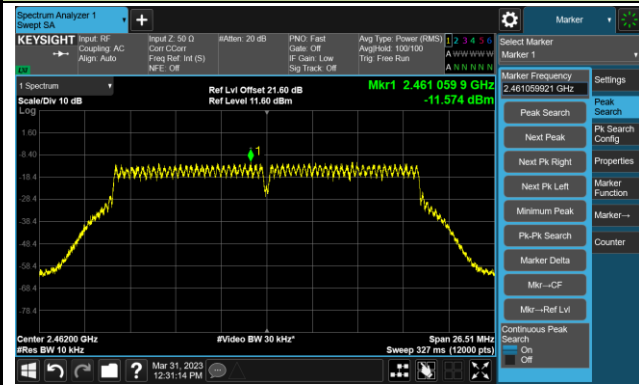 Spectrum Analyzer 1
Swept SA
+
Marker
KEYSIGHT
Input: RF
Coupling: AC
Align: Auto
Input Z: 50 Ω
Corr CCorr
Freq Ref: Int (S)
NFE: Off
#Atten: 20 dB
PNO: Fast
Gate: Off
IF Gain: Low
Sig Track: Off
Avg Type: Power (RMS)
Avg|Hold: 100/100
Trig: Free Run
1 2 3 4 5 6
A W W W W W
A N N N N N
Select Marker
Marker 1
1 Spectrum
Scale/Div 10 dB
Log
Ref Lvl Offset 21.60 dB
Ref Level 11.60 dBm
Mkr1 2.461 059 9 GHz
-11.574 dBm
1.60
-8.40
-18.4
-28.4
-38.4
-48.4
-58.4
-68.4
-78.4
1
Center 2.46200 GHz
#Res BW 10 kHz
#Video BW 30 kHz*
Span 26.51 MHz
Sweep 327 ms (12000 pts)
Marker Frequency
2.461059921 GHz
Peak Search
Next Peak
Next Pk Right
Next Pk Left
Minimum Peak
Pk-Pk Search
Marker Delta
Mkr→CF
Mkr→Ref Lvl
Continuous Peak
Search
On
Off
Settings
Peak
Search
Pk Search
Config
Properties
Marker
Function
Marker→
Counter
?
Mar 31, 2023
12:31:14 PM